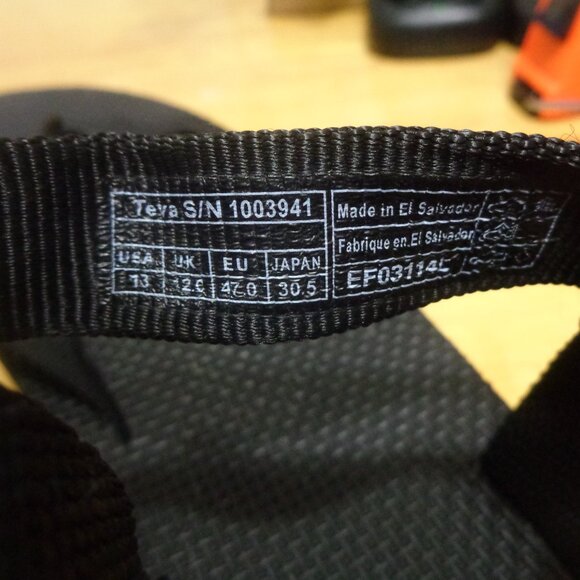 Teva S/N 1003941
USA UK EU JAPAN
13 12.0 47.0 30.5
Made in El Salvador
Fabrique en El Salvador
EF03114L